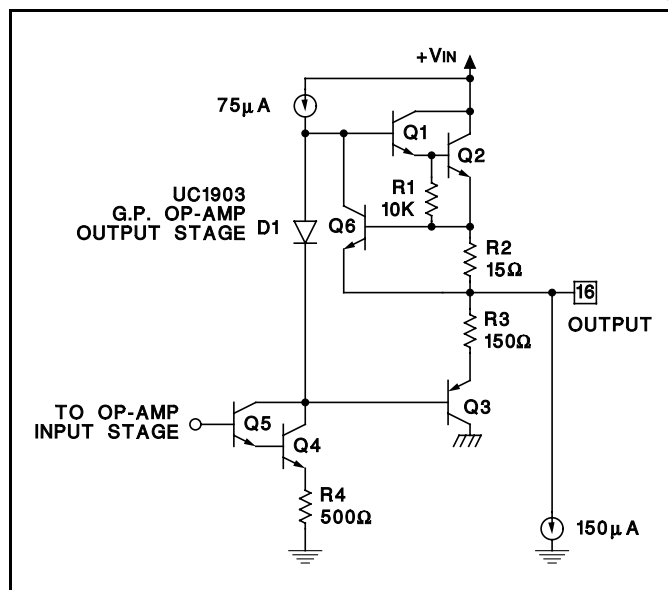 +VIN
75μA
Q1
Q2
R1
10K
UC1903
G.P. OP-AMP
OUTPUT STAGE
D1
Q6
R2
15Ω
16
OUTPUT
R3
150Ω
Q3
TO OP-AMP
INPUT STAGE
Q5
Q4
R4
500Ω
150μA